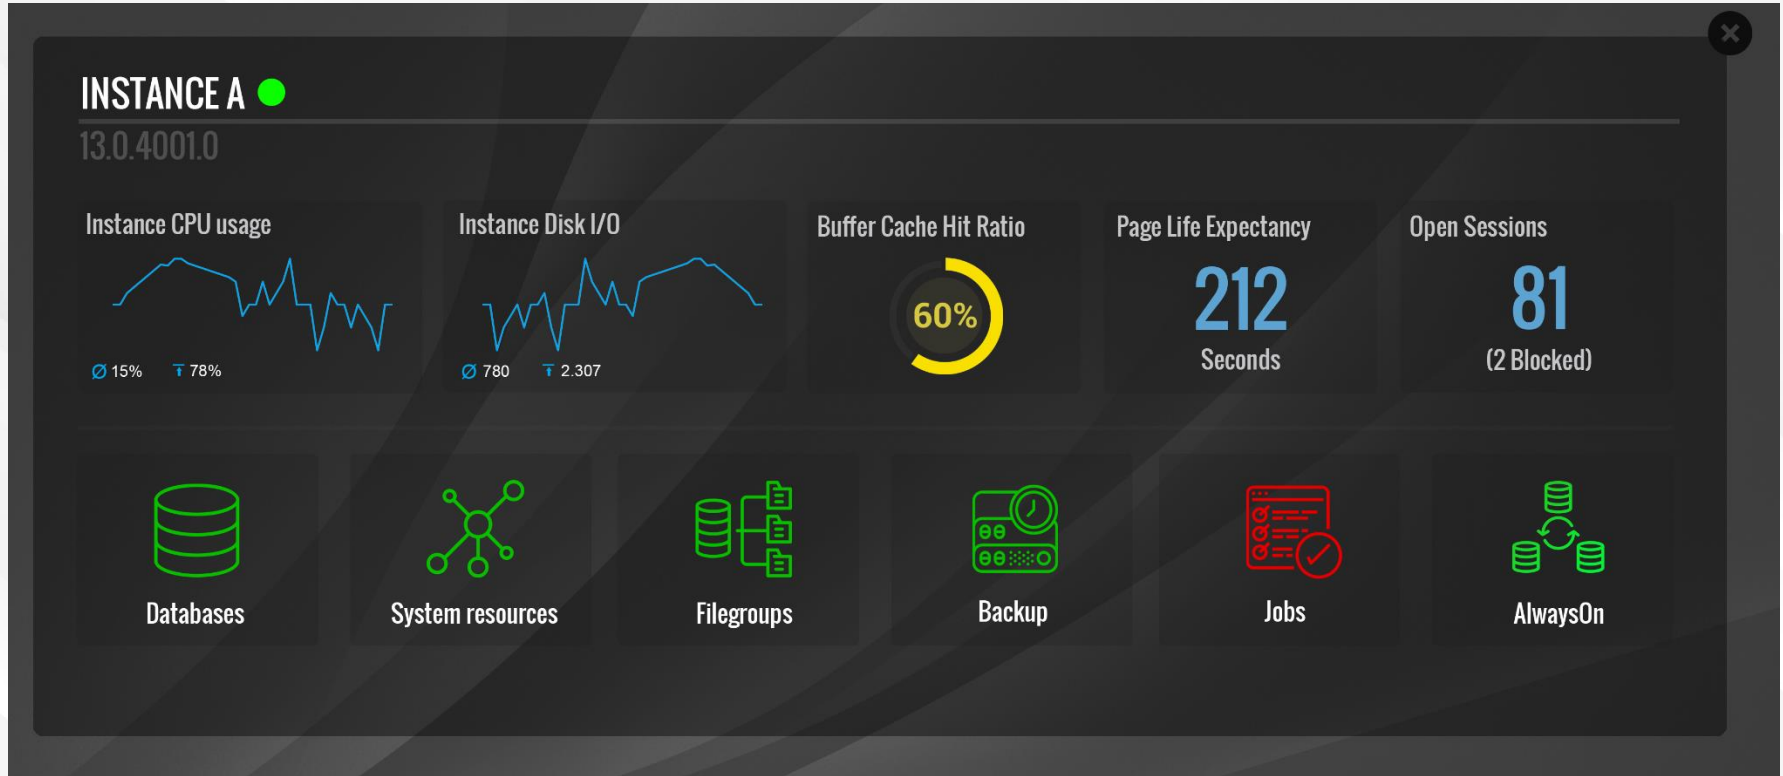 INSTANCE A
13.0.4001.0
Instance CPU usage
Ø 15% 78%
Instance Disk I/O
Ø 780 2.307
Buffer Cache Hit Ratio
60%
Page Life Expectancy
212
Seconds
Open Sessions
81
(2 Blocked)
Databases
System resources
Filegroups
Backup
Jobs
AlwaysOn